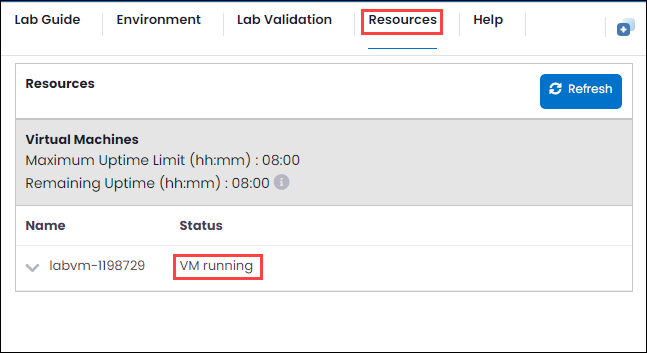 Lab Guide Environment Lab Validation Resources Help
Resources
Refresh
Virtual Machines
Maximum Uptime Limit (hh:mm) : 08:00
Remaining Uptime (hh:mm) : 08:00
Name Status
labvm-1198729 VM running